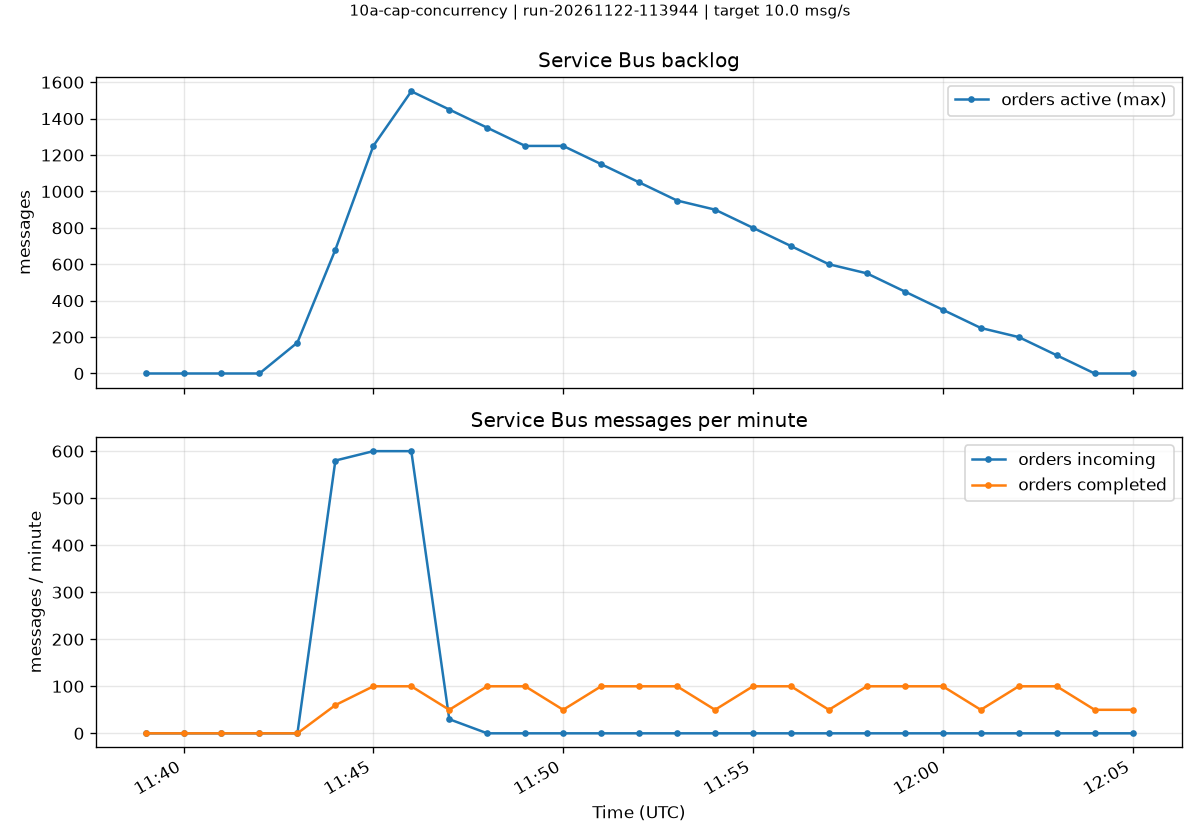 10a-cap-concurrency | run-20261122-113944 | target 10.0 msg/s
Service Bus backlog
orders active (max)
messages
1600
1400
1200
1000
800
600
400
200
0
Service Bus messages per minute
orders incoming
orders completed
messages / minute
600
500
400
300
200
100
0
11:40
11:45
11:50
11:55
12:00
12:05
Time (UTC)